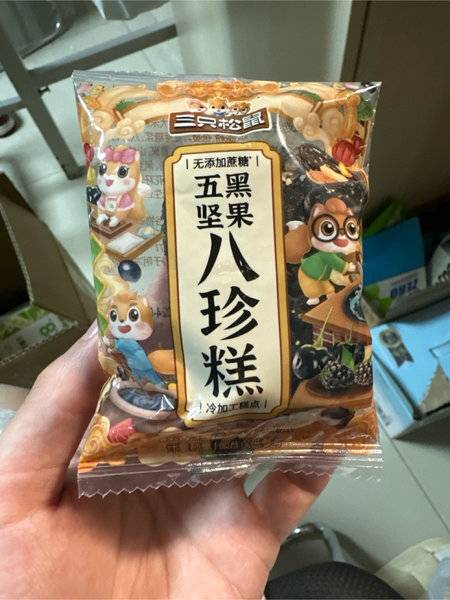 三只松鼠
无添加蔗糖*
五黑
坚果
八珍糕
冷加工糕点
0932